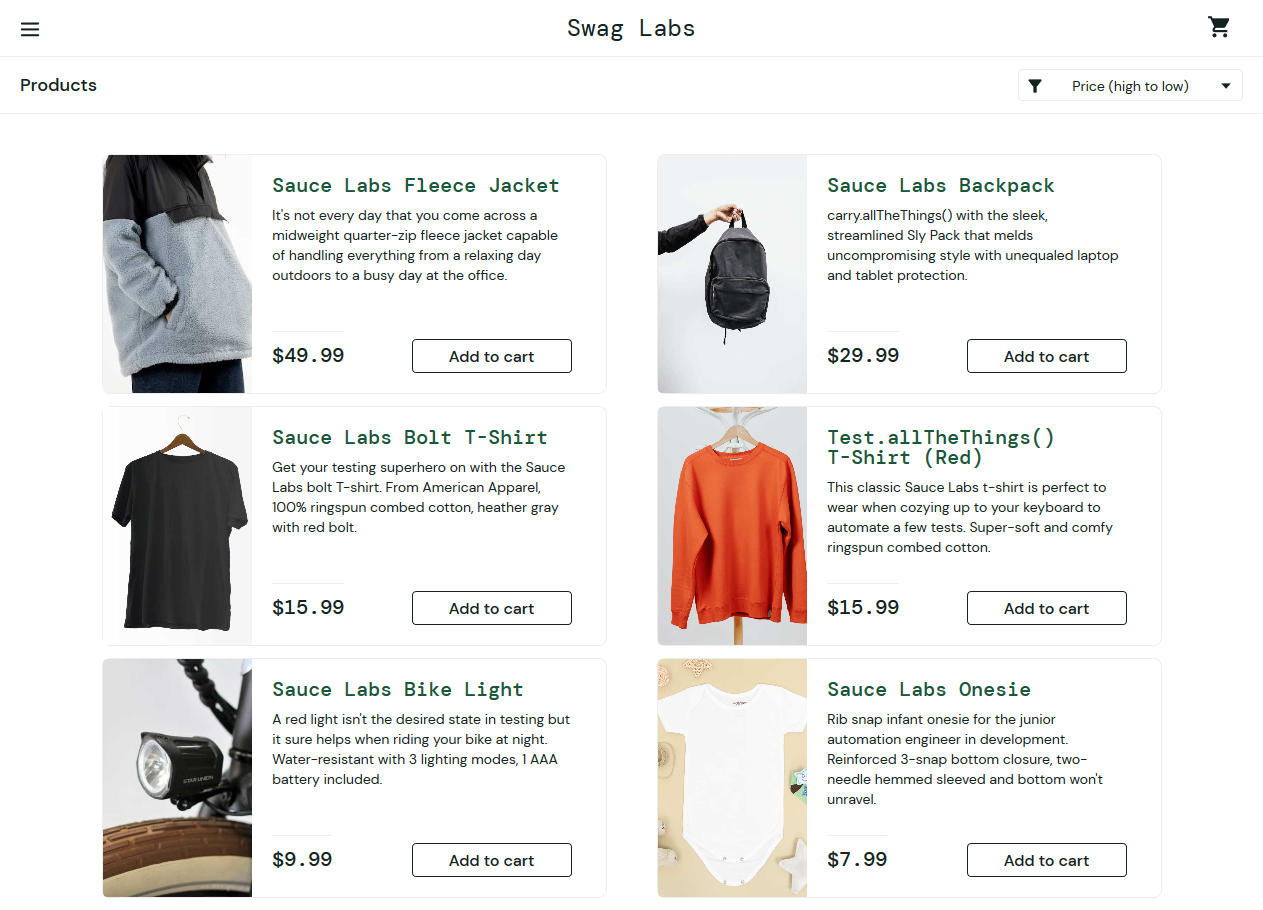 Swag Labs
Products
Price (high to low)
Sauce Labs Fleece Jacket
It's not every day that you come across a
midweight quarter-zip fleece jacket capable
of handling everything from a relaxing day
outdoors to a busy day at the office.
$49.99
Add to cart
Sauce Labs Backpack
carry.allTheThings() with the sleek,
streamlined Sly Pack that melds
uncompromising style with unequaled laptop
and tablet protection.
$29.99
Add to cart
Sauce Labs Bolt T-Shirt
Get your testing superhero on with the Sauce
Labs bolt T-shirt. From American Apparel,
100% ringspun combed cotton, heather gray
with red bolt.
$15.99
Add to cart
Test.allTheThings()
T-Shirt (Red)
This classic Sauce Labs t-shirt is perfect to
wear when cozying up to your keyboard to
automate a few tests. Super-soft and comfy
ringspun combed cotton.
$15.99
Add to cart
Sauce Labs Bike Light
A red light isn't the desired state in testing but
it sure helps when riding your bike at night.
Water-resistant with 3 lighting modes, 1 AAA
battery included.
STAR UNION
$9.99
Add to cart
Sauce Labs Onesie
Rib snap infant onesie for the junior
automation engineer in development.
Reinforced 3-snap bottom closure, two-
needle hemmed sleeved and bottom won't
unravel.
$7.99
Add to cart